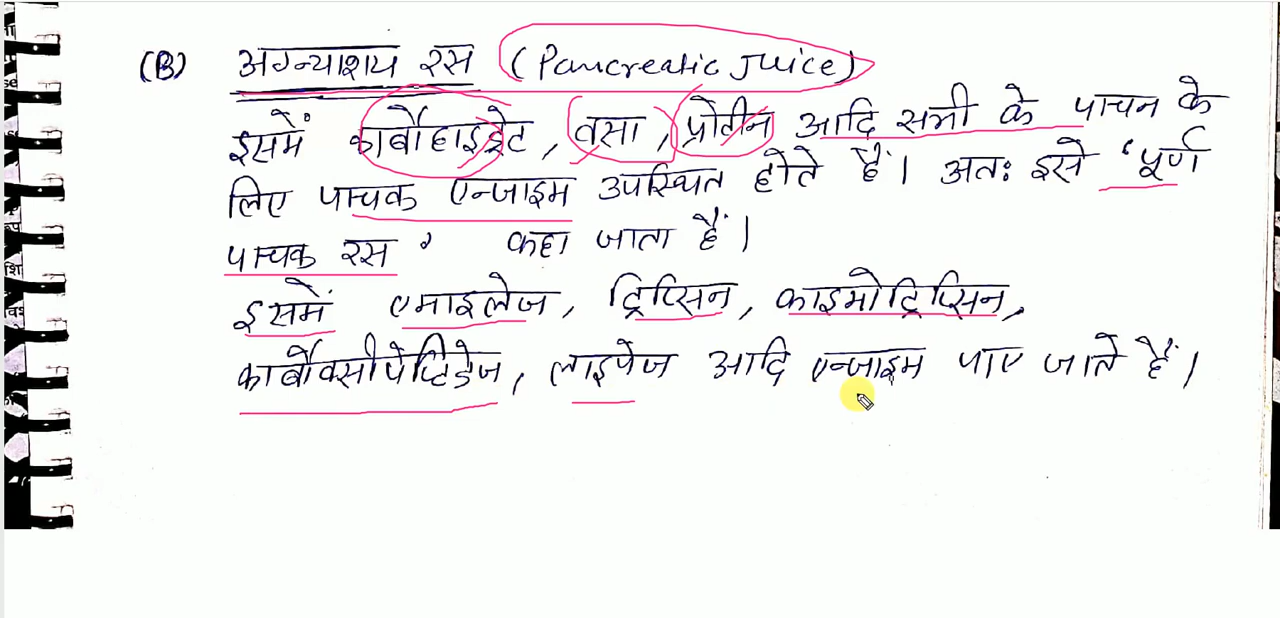 (B) अग्न्याशय रस (Pancreatic Juice)
इसमें कार्बोहाइड्रेट, वसा, प्रोटीन आदि सभी के पाचन के
लिए पाचक एन्जाइम उपस्थित होते हैं। अतः इसे 'पूर्ण
पाचक रस' कहा जाता है।
इसमें एमाइलेज, ट्रिप्सिन, काइमोट्रिप्सिन,
कार्बोक्सीपेप्टिडेज, लाइपेज आदि एन्जाइम पाए जाते हैं।